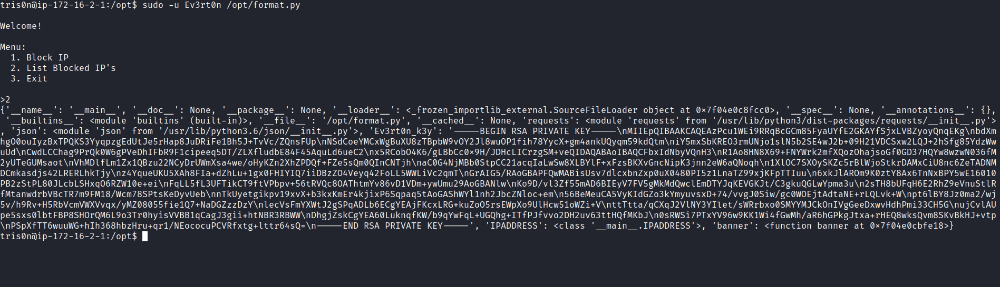 tris0n@ip-172-16-2-1:/opt$ sudo -u Ev3rt0n /opt/format.py
Welcome!
Menu:
1. Block IP
2. List Blocked IP's
3. Exit
>2
{'__name__': '__main__', '__doc__': None, '__package__': None, '__loader__': <_frozen_importlib_external.SourceFileLoader object at 0×7f04e0c8fcc0>, '__spec__': None, '__annotations__': {},
'__builtins__': <module 'builtins' (built-in)>, '__file__': '/opt/format.py', '__cached__': None, 'requests': <module 'requests' from '/usr/lib/python3/dist-packages/requests/__init__.py'>
, 'json': <module 'json' from '/usr/lib/python3.6/json/__init__.py'>, 'Ev3rt0n_k3y': '-----BEGIN RSA PRIVATE KEY-----\nMIIEpQIBAAKCAQEAzPcu1WEi9RRqBcGCm85FyaUYfE2GKAYfSjxLVBZyoyQnqEKg\nbdXm
hgO0ouIyzBxTPQKS3YyqpzgEdUtJe5rHap8JuDRiFe1Bh5J+TvVc/ZQnsFUp\nNSdCoeYMCxWgBuXU8zTBpbW9vOY2Jl8wuOP1fih78YycX+gm4ankUQyqm59kdQtm\niY5mxSbKREO3rmUNjo1slN5b2SE4wJ2b+09H21VDCSxw2LQJ+2hSfg85YdzWw
uUd\nCwdLCChag9PrQk0W6gPVeDhIFbR9F1cipeeq5DT/ZLXfludbE84F45AquLd6ueC2\nx5RCobO4K6/gLBbCc0×9H/JDHcLICrzgSM+veQIDAQABAoIBAQCFbxIdNbyVQnH3\nR1Ao8HN8X69+FNYWrk2mfXQozOhajsoGf0GD37HQYw8wzwN036fM
2yUTeGUMsaot\nVhMDlfLm1Zx1QBzu22NCyDrUWmXsa4we/oHyKZn2XhZPDQf+FZe5sQm0QInCNTjh\naC0G4NjMBb0StpCC21acqIaLwSw8XLBYlF+xFzsBKXvGncNipK3jnn2eW6aQNoqh\n1XlOC7SXOySKZc5rBlWjoStkrDAMxCiU8nc6ZeTADNM
DCmkasdjs42LRERLhkTjy\nz4YqueUKU5XAh8FIa+dZhLu+1gx0FHIYIQ7iiDBzZO4Veyq42FoLL5WWLiVc2qmT\nGrAIG5/RAoGBAPFQwMABisUsv7dlcxbnZxp0uX0480PI5z1LnaTZ99xjKFpTTIuu\n6xkJlAROm9K0ztY8Ax6TnNxBPY5wE16010
PB2zStPL80JLcbLSHxqO6RZW10e+ei\nFqLL5fL3UFTikCT9ftVPbpv+56tRVQc8OAThtmYv86vD1VDm+ywUmu29AoGBANlw\nKo9D/vl3Zf55mAD6BIEyV7FV5gMkMdQwclEmDTYJqKEVGKJt/C3gkuQGLwYpma3u\n2sTH8bUFqH6E2RhZ9eVnuStlR
fMtanwdrbVBcTR7m9FM18/Wcm78SPtsKeDyvUeb\nnTkUyetgikpv19xvX+b3kxKmEr4kjixP6Sqpaq5tAoGAShWYl1nh2JbcZNloc+em\n56BeMeuCA5VyKIdGZo3kYmyuvsxD+74/vvgJ0Siw/gc0WOEjtAdtaNE+rLQLvk+W\npt6lBY8Jz0ma2/wj
5v/h9Rv+H5RbVcmVWXVvqx/yMZ08055fie1Q7+NaDGZzzDzY\nlecVsFmYXWtJ2gSPqADLb6ECgYEAjFKcxLRG+kuZoO5rsEWpXo9UlHcw51oWZi+V\nttTtta/qCXqJ2VlNY3YIlet/sWRrbxo0SMYYMJCkOnIVgGeeDxwvHdhPmi33CH5G\nujCvlAU
pe5sxs0lbtFBP8SHOrQM6L9o3Tr0hyisVVBB1qCagJ3gii+htNBR3RBWW\nDhgjZskCgYEA60LuknqfKW/b9qYwFqL+UGQhg+ITfPJfvvo2DH2uv63ttHQfMKbJ\n0sRWSi7PTxYV96w9KK1Wi4fGwMh/aR6hGPkgJtxa+rHEQ8wksQvm8SKvBkHJ+vtp
\nPSpXfTT6wuuWG+hIh368hbzHru+qr1/NEococuPCVRfxtg+lttr64sQ=\n-----END RSA PRIVATE KEY-----', 'IPADDRESS': <class '__main__.IPADDRESS'>, 'banner': <function banner at 0×7f04e0cbfe18>}
tris0n@ip-172-16-2-1:/opt$